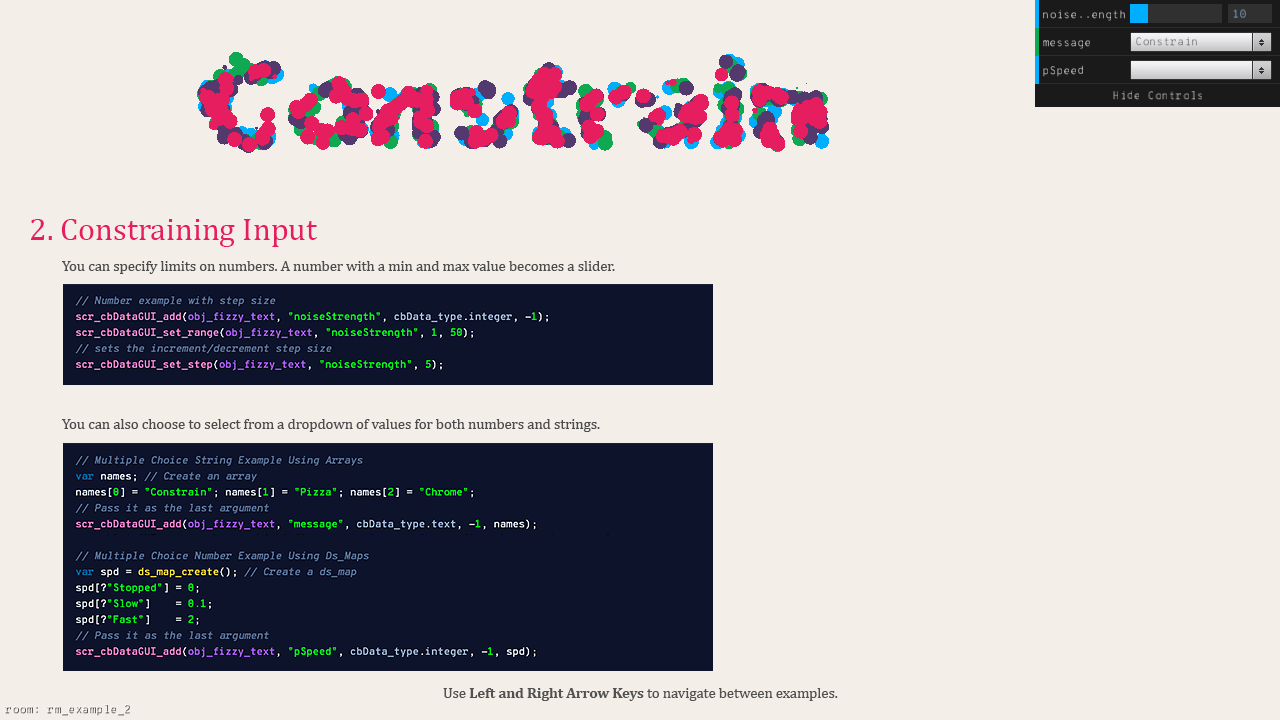 Constrain
noise..ength 10
message Constrain
pSpeed
Hide Controls
2. Constraining Input
You can specify limits on numbers. A number with a min and max value becomes a slider.
// Number example with step size
scr_cbDataGUI_add(obj_fizzy_text, "noiseStrength", cbData_type.integer, -1);
scr_cbDataGUI_set_range(obj_fizzy_text, "noiseStrength", 1, 50);
// sets the increment/decrement step size
scr_cbDataGUI_set_step(obj_fizzy_text, "noiseStrength", 5);
You can also choose to select from a dropdown of values for both numbers and strings.
// Multiple Choice String Example Using Arrays
var names; // Create an array
names[0] = "Constrain"; names[1] = "Pizza"; names[2] = "Chrome";
// Pass it as the last argument
scr_cbDataGUI_add(obj_fizzy_text, "message", cbData_type.text, -1, names);
// Multiple Choice Number Example Using Ds_Maps
var spd = ds_map_create(); // Create a ds_map
spd[?"Stopped"] = 0;
spd[?"Slow"] = 0.1;
spd[?"Fast"] = 2;
// Pass it as the last argument
scr_cbDataGUI_add(obj_fizzy_text, "pSpeed", cbData_type.integer, -1, spd);
Use Left and Right Arrow Keys to navigate between examples.
room: rm_example_2